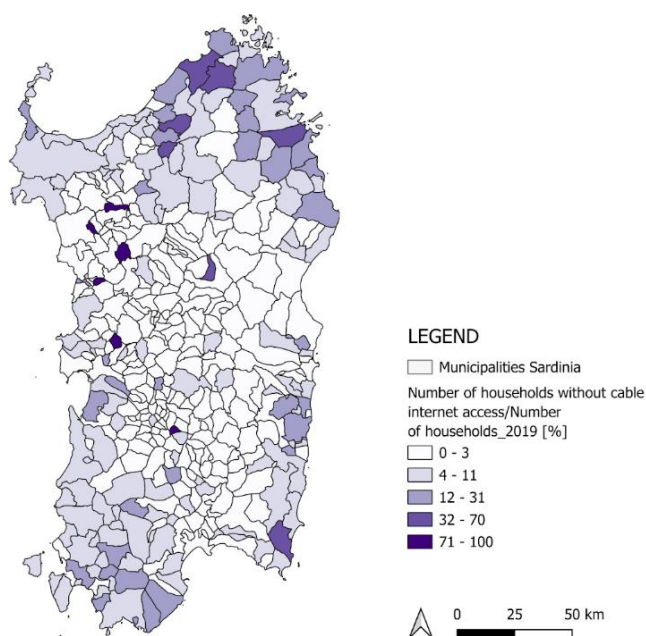 LEGEND
Municipalities Sardinia
Number of households without cable
internet access/Number
of households_2019 [%]
0 - 3
4 - 11
12 - 31
32 - 70
71 - 100
0 25 50 km